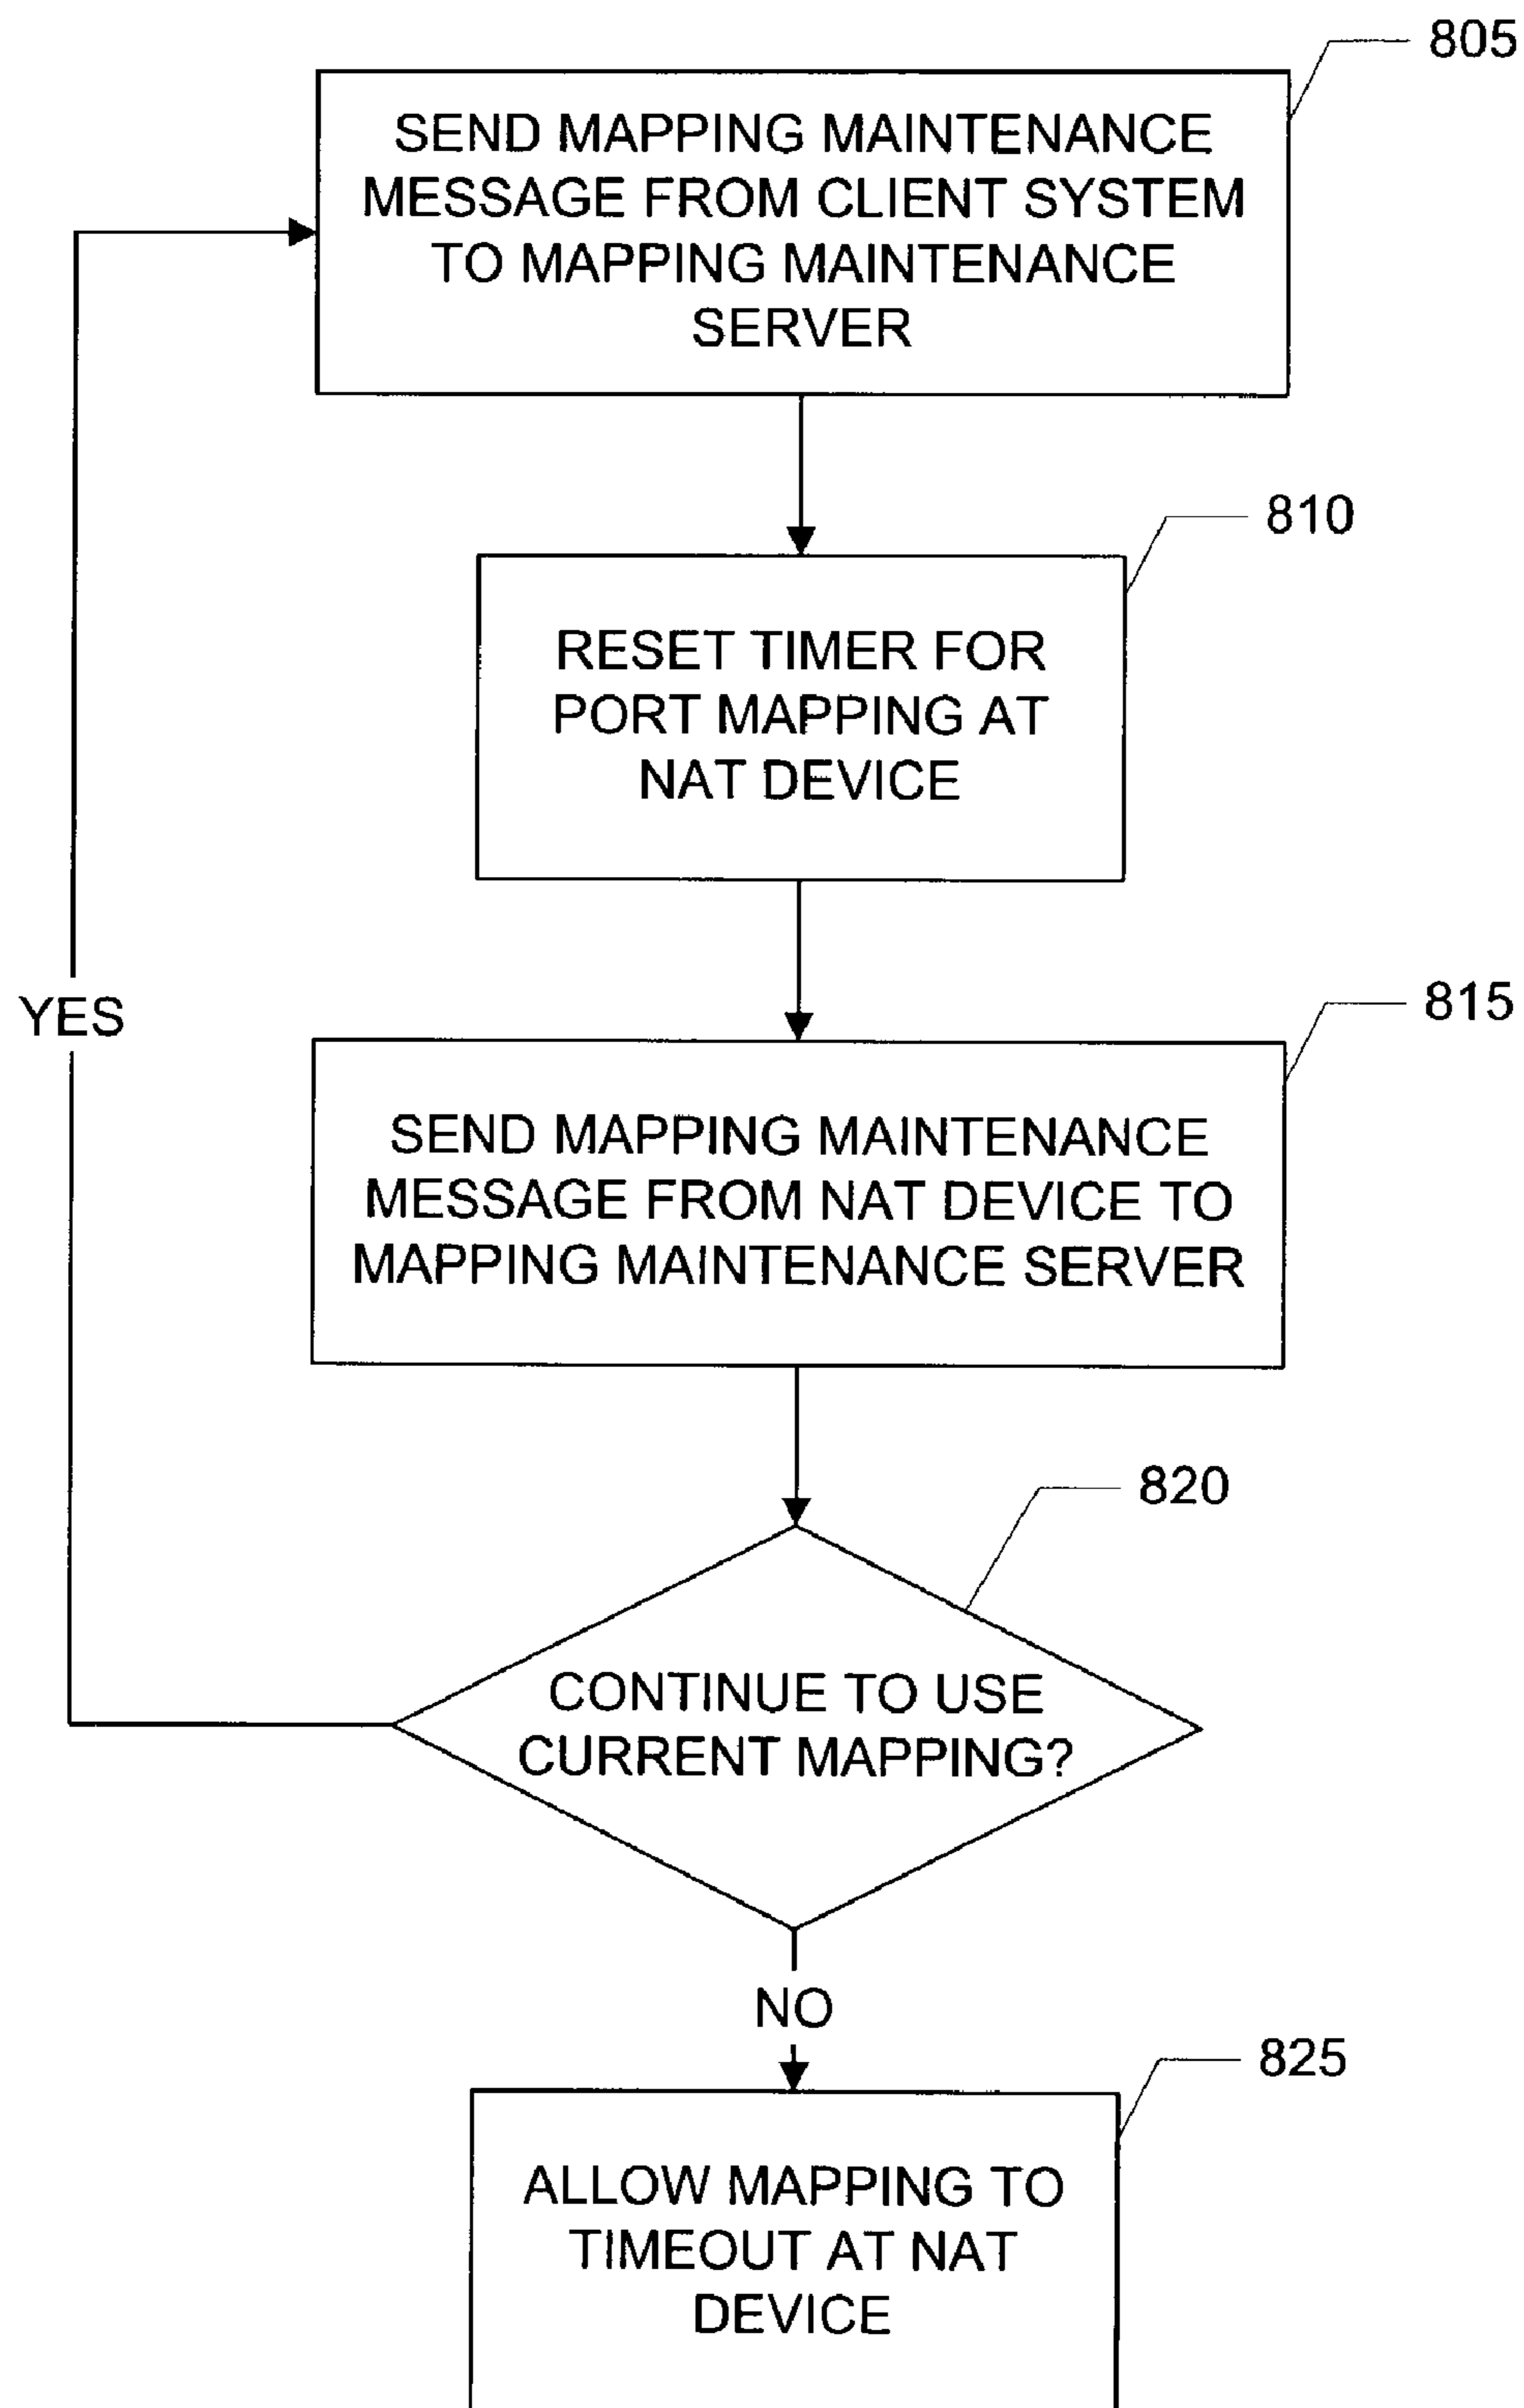 805
SEND MAPPING MAINTENANCE
MESSAGE FROM CLIENT SYSTEM
TO MAPPING MAINTENANCE
SERVER
810
RESET TIMER FOR
PORT MAPPING AT
NAT DEVICE
YES
815
SEND MAPPING MAINTENANCE
MESSAGE FROM NAT DEVICE TO
MAPPING MAINTENANCE SERVER
820
CONTINUE TO USE
CURRENT MAPPING?
NO
825
ALLOW MAPPING TO
TIMEOUT AT NAT
DEVICE